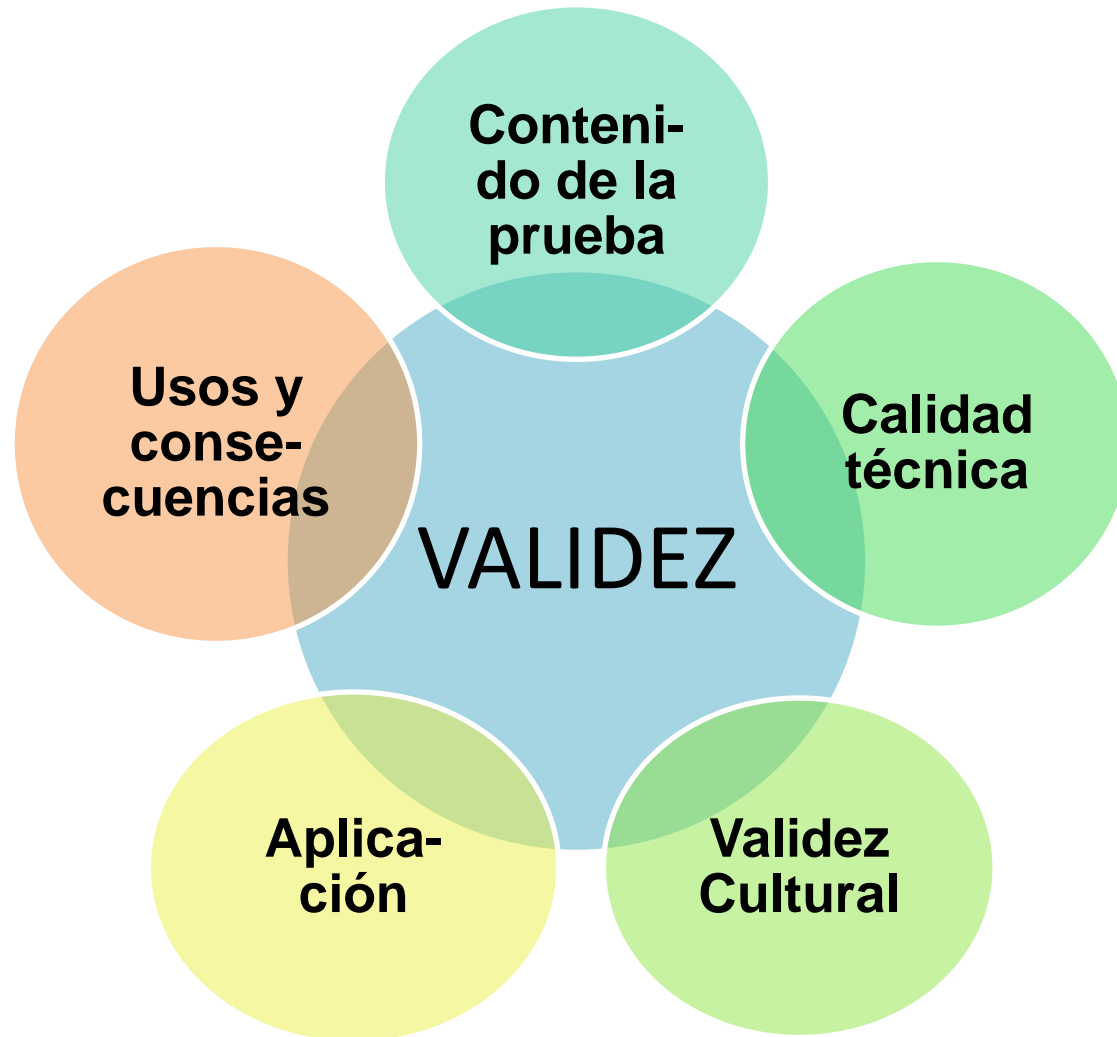 Conteni-
do de la
prueba
Calidad
técnica
Validez
Cultural
Aplica-
ción
Usos y
conse-
cuencias
VALIDEZ